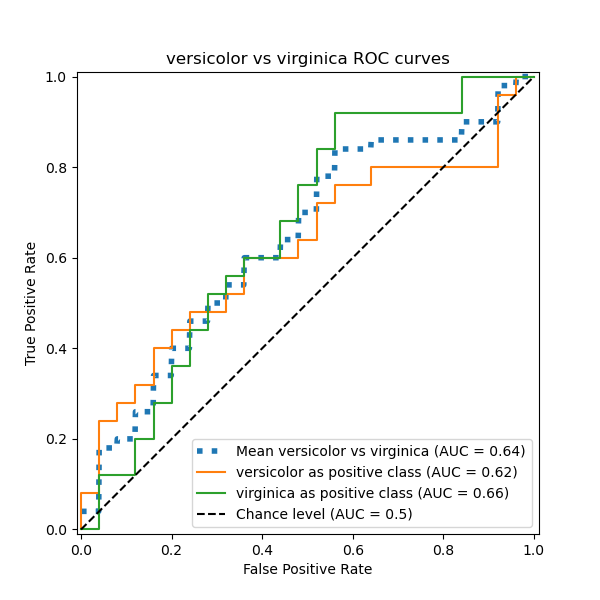 versicolor vs virginica ROC curves
1.0
0.8
0.6
0.4
0.2
0.0
True Positive Rate
Mean versicolor vs virginica (AUC = 0.64)
versicolor as positive class (AUC = 0.62)
virginica as positive class (AUC = 0.66)
Chance level (AUC = 0.5)
0.0 0.2 0.4 0.6 0.8 1.0
False Positive Rate